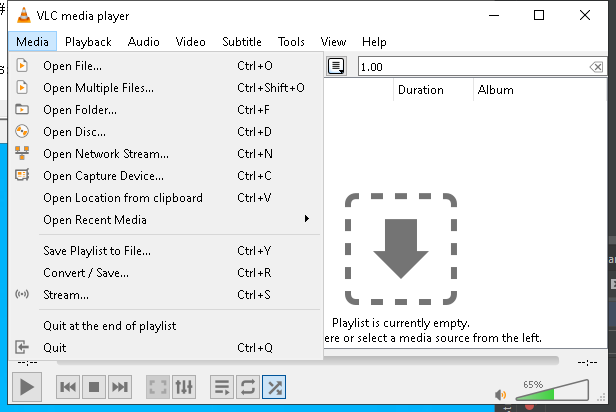 VLC media player
Media Playback Audio Video Subtitle Tools View Help
Open File... Ctrl+O
Open Multiple Files... Ctrl+Shift+O
Open Folder... Ctrl+F
Open Disc... Ctrl+D
Open Network Stream... Ctrl+N
Open Capture Device... Ctrl+C
Open Location from clipboard Ctrl+V
Open Recent Media
Save Playlist to File... Ctrl+Y
Convert / Save... Ctrl+R
Stream... Ctrl+S
Quit at the end of playlist
Quit Ctrl+Q
1.00
Duration Album
Playlist is currently empty.
ere or select a media source from the left.
--:-- --:--
65%